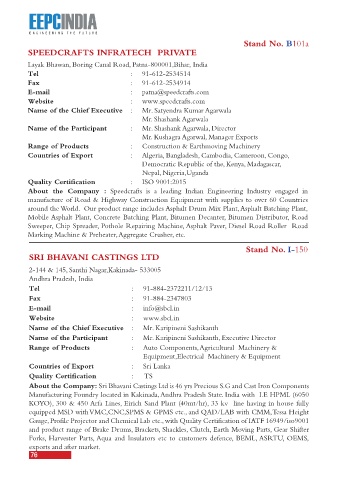 EEPCINDIA
ENGINEERING THE FUTURE
Stand No. B101a
SPEEDCRAFTS INFRATECH PRIVATE
Layak Bhawan, Boring Canal Road, Patna-800001,Bihar, India
Tel : 91-612-2534514
Fax : 91-612-2534914
E-mail : patna@speedcrafts.com
Website : www.speedcrafts.com
Name of the Chief Executive : Mr. Satyendra Kumar Agarwala
Mr. Shashank Agarwala
Name of the Participant : Mr. Shashank Agarwala, Director
Mr. Kushagra Agarwal, Manager Exports
Range of Products : Construction & Earthmoving Machinery
Countries of Export : Algeria, Bangladesh, Cambodia, Cameroon, Congo,
Democratic Republic of the, Kenya, Madagascar,
Nepal, Nigeria,Uganda
Quality Certification : ISO 9001:2015
About the Company : Speedcrafts is a leading Indian Engineering Industry engaged in
manufacture of Road & Highway Construction Equipment with supplies to over 60 Countries
around the World. Our product range includes Asphalt Drum Mix Plant, Asphalt Batching Plant,
Mobile Asphalt Plant, Concrete Batching Plant, Bitumen Decanter, Bitumen Distributor, Road
Sweeper, Chip Spreader, Pothole Repairing Machine, Asphalt Paver, Diesel Road Roller Road
Marking Machine & Preheater, Aggregate Crusher, etc.
Stand No. I-130
SRI BHAVANI CASTINGS LTD
2-144 & 145, Santhi Nagar,Kakinada- 533005
Andhra Pradesh, India
Tel : 91-884-2372211/12/13
Fax : 91-884-2347803
E-mail : info@sbcl.in
Website : www.sbcl.in
Name of the Chief Executive : Mr. Karipineni Sashikanth
Name of the Participant : Mr. Karipineni Sashikanth, Executive Director
Range of Products : Auto Components, Agricultural Machinery &
Equipment,Electrical Machinery & Equipment
Countries of Export : Sri Lanka
Quality Certification : TS
About the Company: Sri Bhavani Castings Ltd is 46 yrs Precious S.G and Cast Iron Components
Manufacturing Foundry located in Kakinada, Andhra Pradesh State. India with I.E HPML (6050
KOYO), 300 & 450 Arfa Lines, Eirich Sand Plant (40mt/hr), 33 kv line having in house fully
equipped MSD with VMC,CNC,SPMS & GPMS etc., and QAD/LAB with CMM, Tesa Height
Gauge, Profile Projector and Chemical Lab etc., with Quality Certification of IATF 16949/iso9001
and product range of Brake Drums, Brackets, Shackles, Clutch, Earth Moving Parts, Gear Shifter
Forks, Harvester Parts, Aqua and Insulators etc to customers defence, BEML, ASRTU, OEMS,
exports and after market.
76